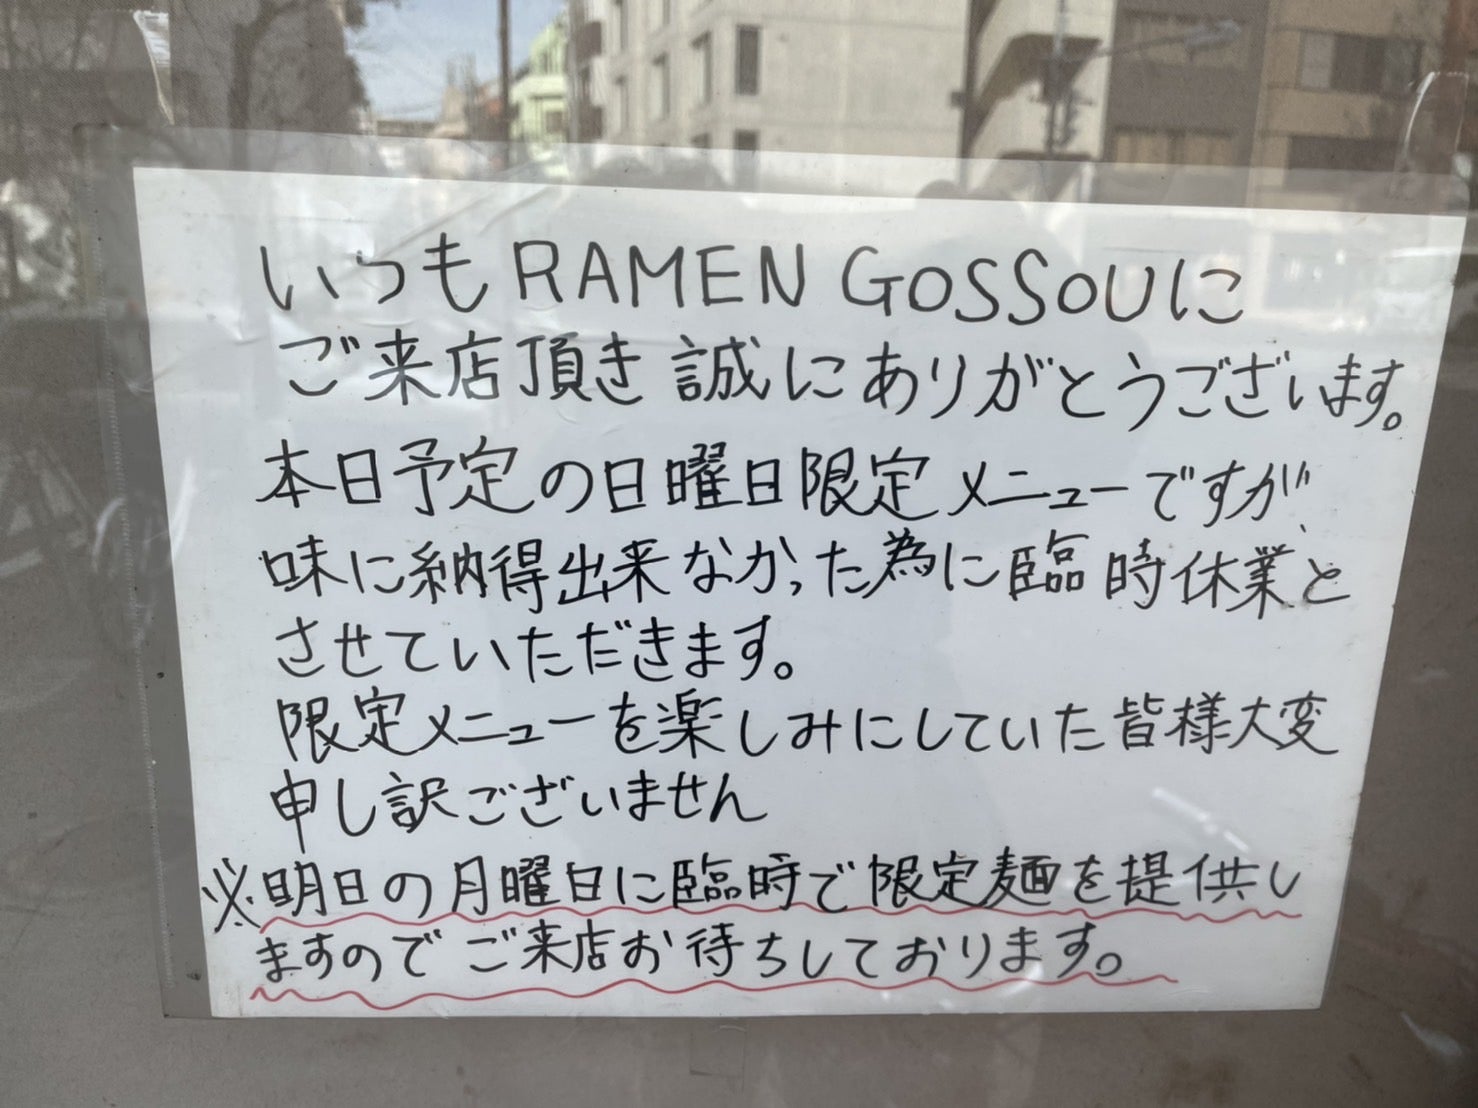 いつもRAMEN GOSSOUに
ご来店頂き誠にありがとうございます。
本日予定の日曜日限定メニューですが、
味に納得出来なかった為に臨時休業と
させていただきます。
限定メニューを楽しみにしていた皆様大変
申し訳ございません
※明日の月曜日に臨時で限定麺を提供し
ますのでご来店お待ちしております。